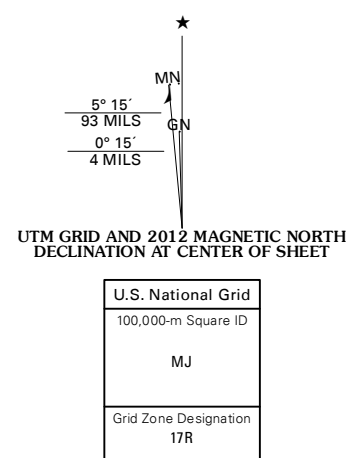 MN
5° 15´
93 MILS
GN
0° 15´
4 MILS
UTM GRID AND 2012 MAGNETIC NORTH
DECLINATION AT CENTER OF SHEET
U.S. National Grid
100,000-m Square ID
MJ
Grid Zone Designation
17R